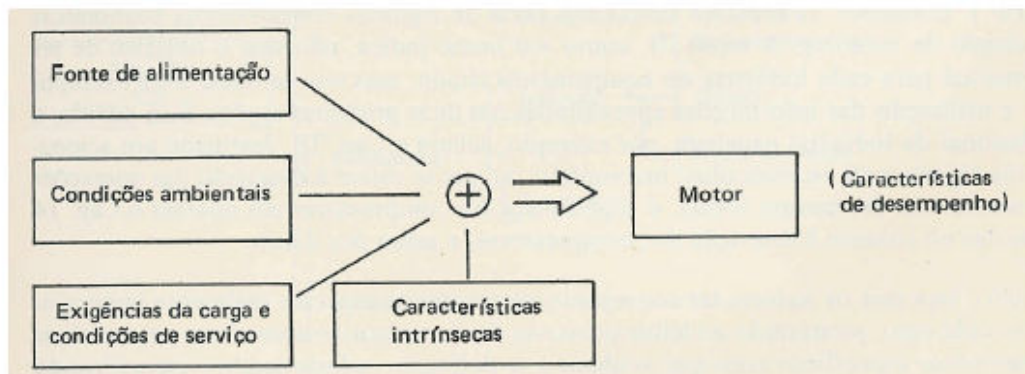 Fonte de alimentação
Condições ambientais
Motor
( Características
de desempenho)
Exigências da carga e
condições de serviço
Características
intrínsecas